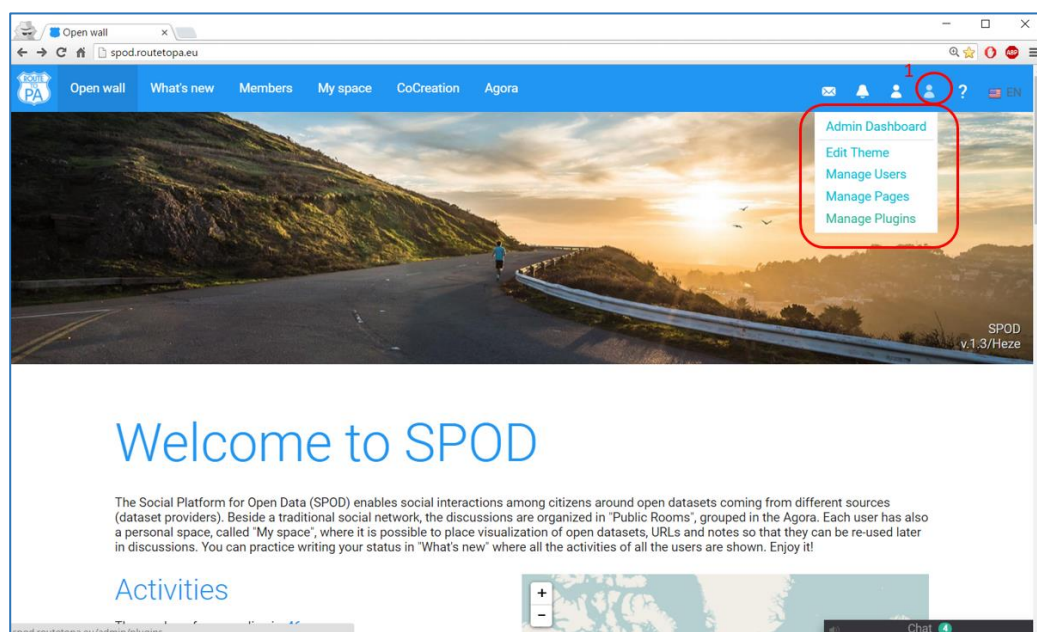 Open wall
spod.routetopa.eu
ABP
1
ROUTE TO PA
Open wall What's new Members My space CoCreation Agora ? EN
Admin Dashboard
Edit Theme
Manage Users
Manage Pages
Manage Plugins
SPOD
v.1.3/Heze
Welcome to SPOD
The Social Platform for Open Data (SPOD) enables social interactions among citizens around open datasets coming from different sources
(dataset providers). Beside a traditional social network, the discussions are organized in "Public Rooms", grouped in the Agora. Each user has also
a personal space, called "My space", where it is possible to place visualization of open datasets, URLs and notes so that they can be re-used later
in discussions. You can practice writing your status in "What's new" where all the activities of all the users are shown. Enjoy it!
Activities
+
−
Chat 4